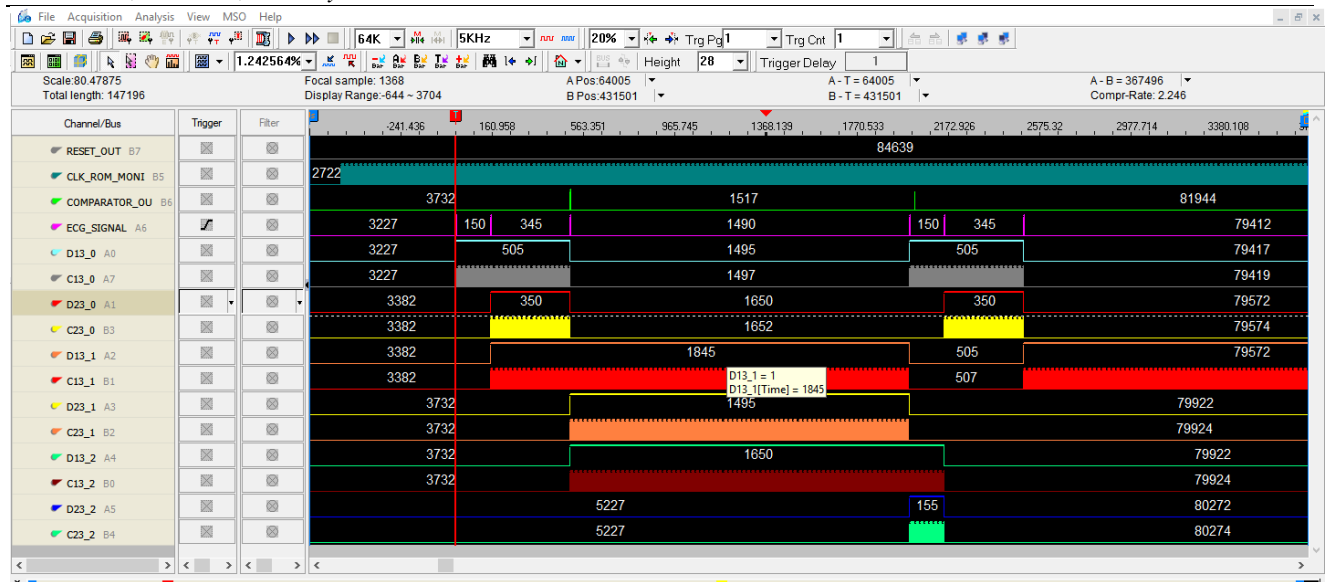 File Acquisition Analysis View MSO Help
64K 5KHz 20% Trg Pg 1 Trg Cnt 1
1.242564% Bar Bar Bar Bar Bar Height 28 Trigger Delay 1
Scale:80.47875 Focal sample: 1368 A Pos:64005 A - T = 64005 A - B = 367496
Total length: 147196 Display Range:-644 ~ 3704 B Pos:431501 B - T = 431501 Compr-Rate: 2.246
Channel/Bus Trigger Filter T -241.436 160.958 563.351 965.745 1368.139 1770.533 2172.926 2575.32 2977.714 3380.108
RESET_OUT B7 84639
CLK_ROM_MONI B5 2722
COMPARATOR_OU B6 3732 1517 81944
ECG_SIGNAL A6 3227 150 345 1490 150 345 79412
D13_0 A0 3227 505 1495 505 79417
C13_0 A7 3227 1497 79419
D23_0 A1 3382 350 1650 350 79572
C23_0 B3 3382 1652 79574
D13_1 A2 3382 1845 505 79572
C13_1 B1 3382 507
D13_1 = 1
D13_1[Time] = 1845
D23_1 A3 3732 1495 79922
C23_1 B2 3732 79924
D13_2 A4 3732 1650 79922
C13_2 B0 3732 79924
D23_2 A5 5227 155 80272
C23_2 B4 5227 80274